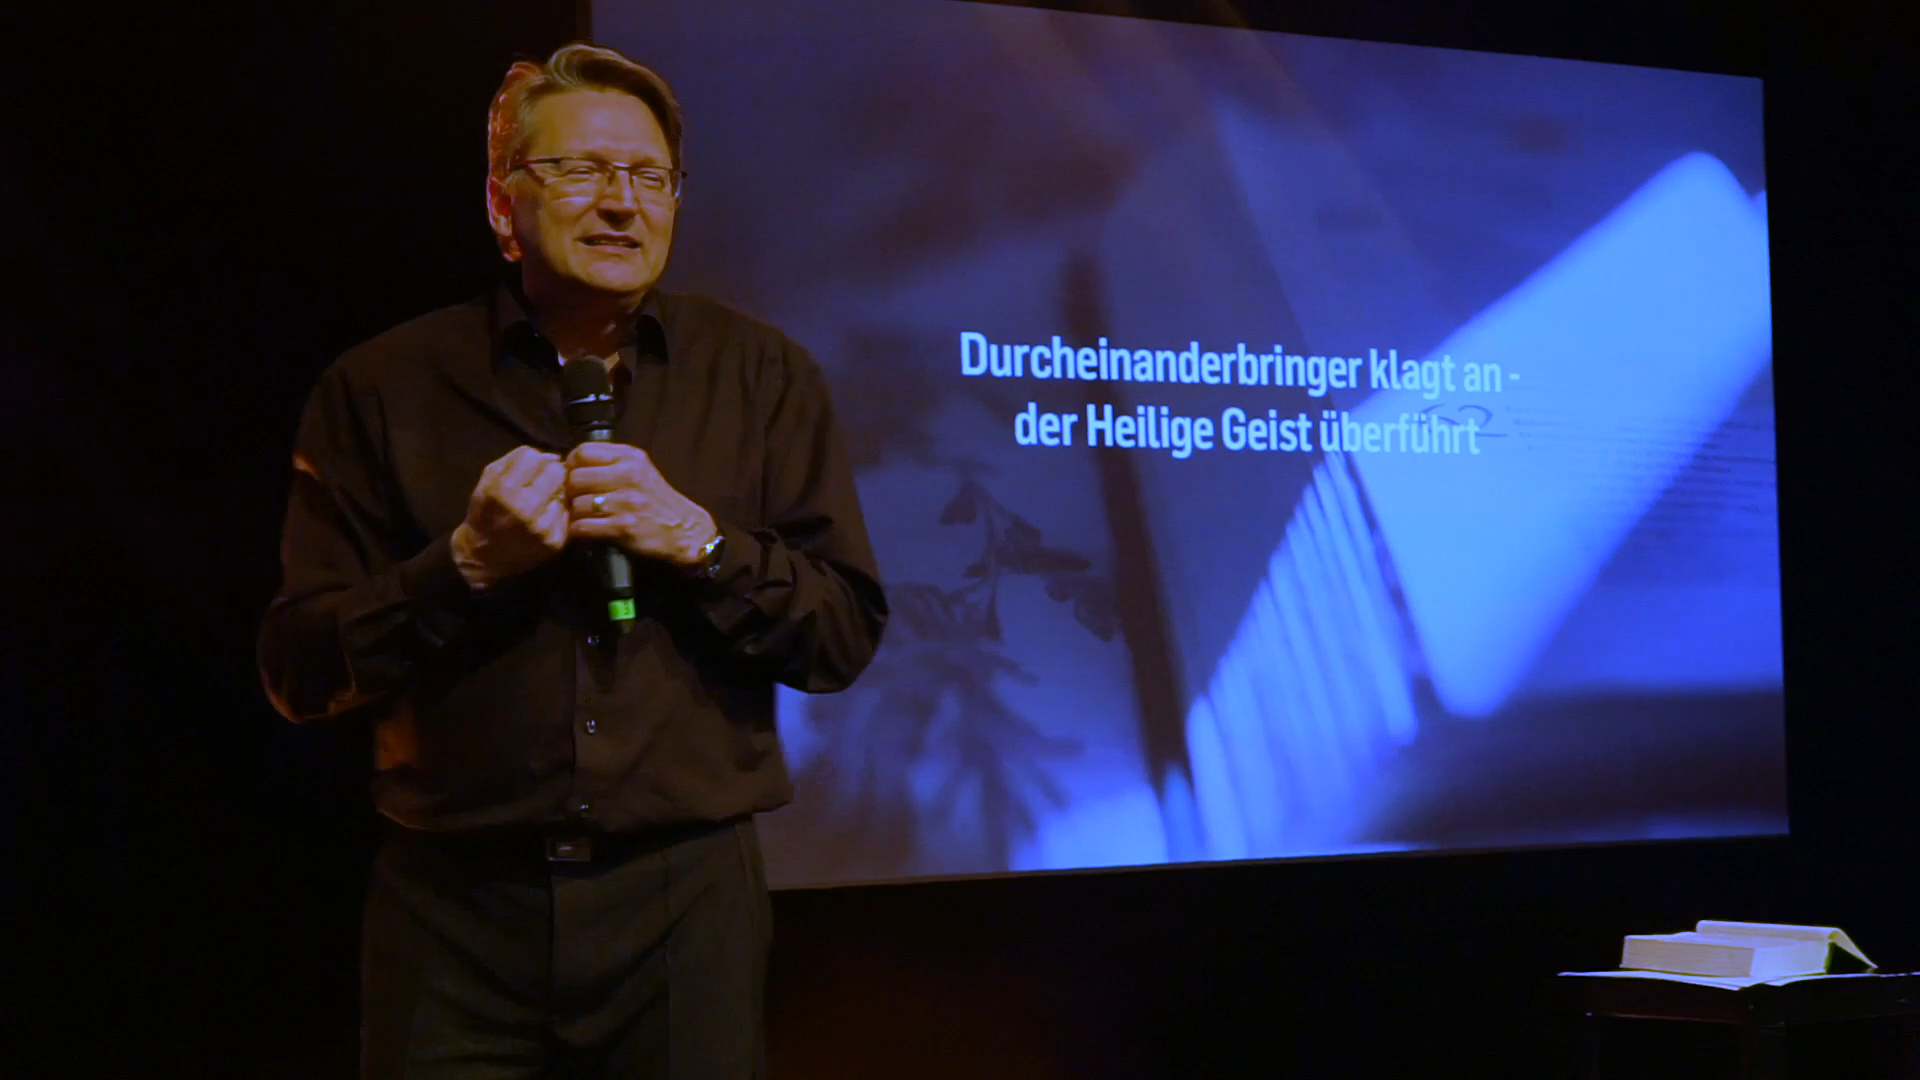 Durcheinanderbringer klagt an -
der Heilige Geist überführt